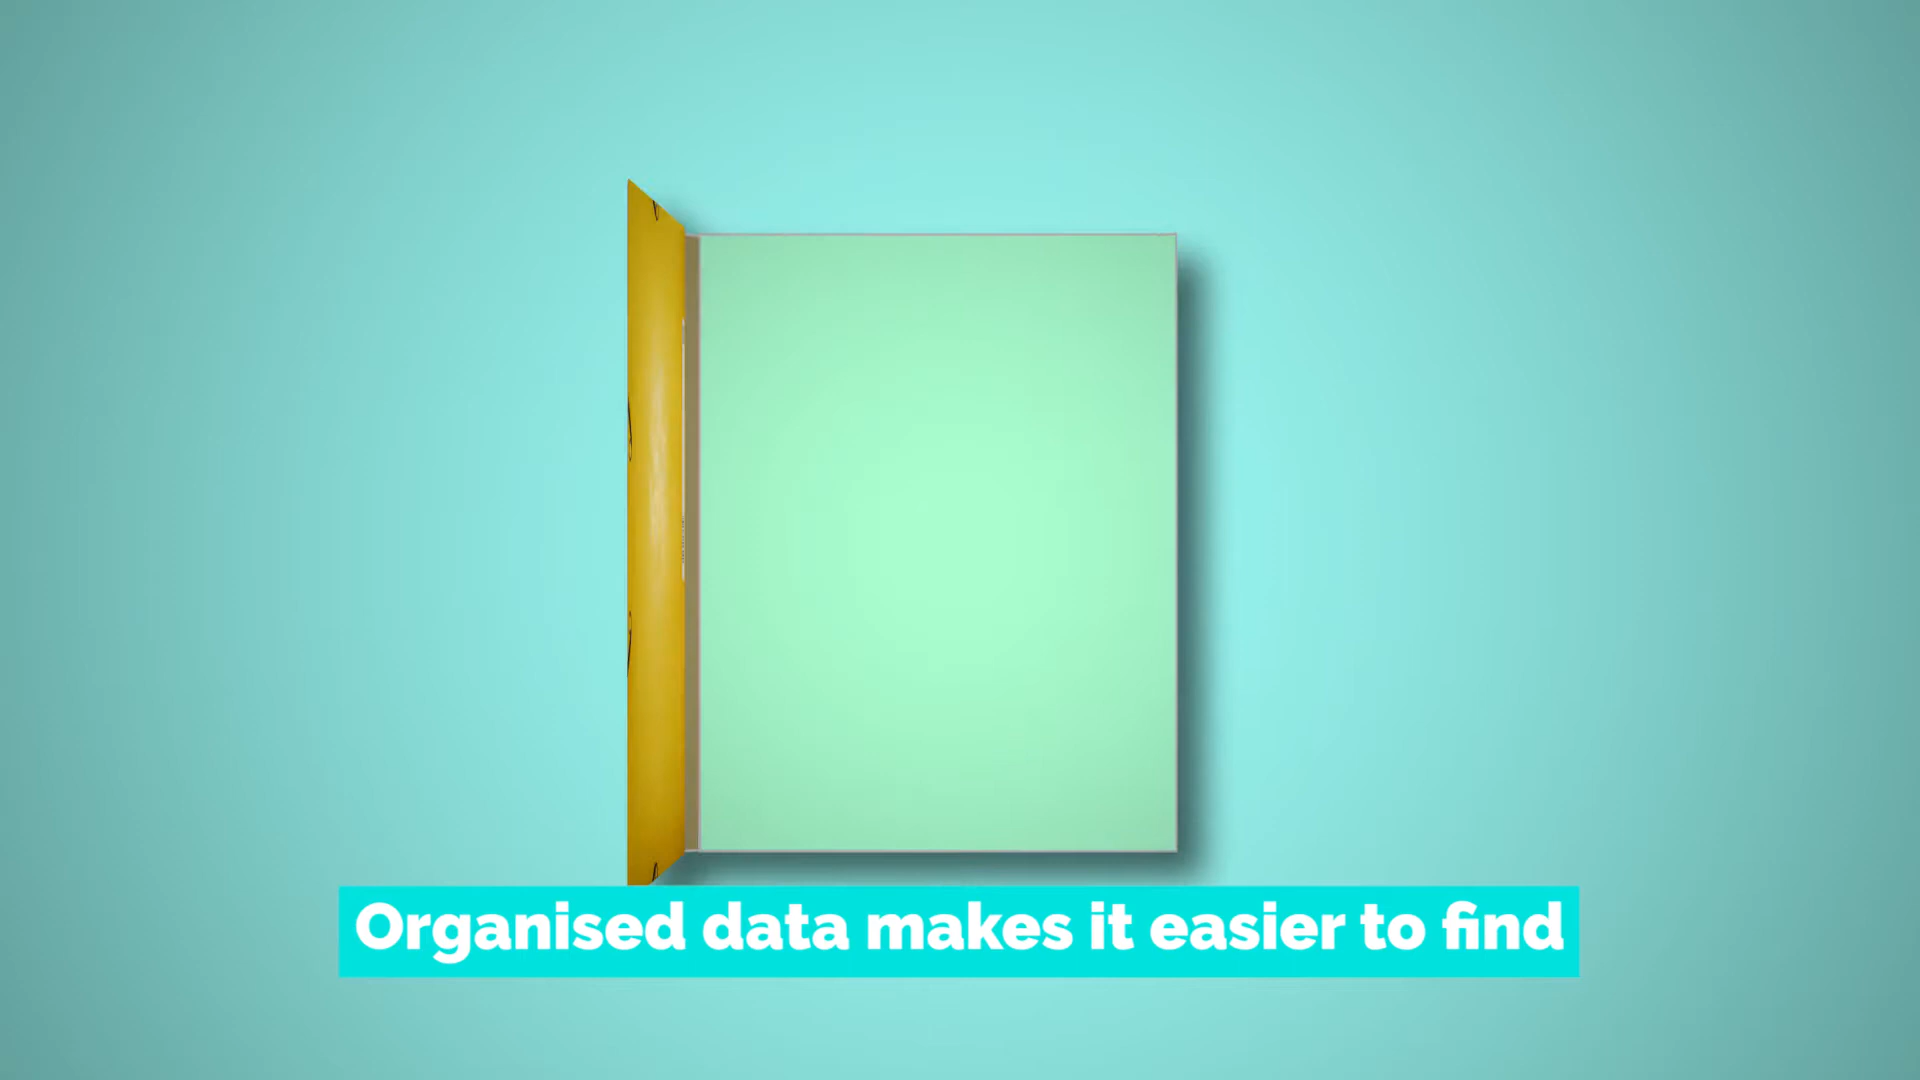 Organised data makes it easier to find